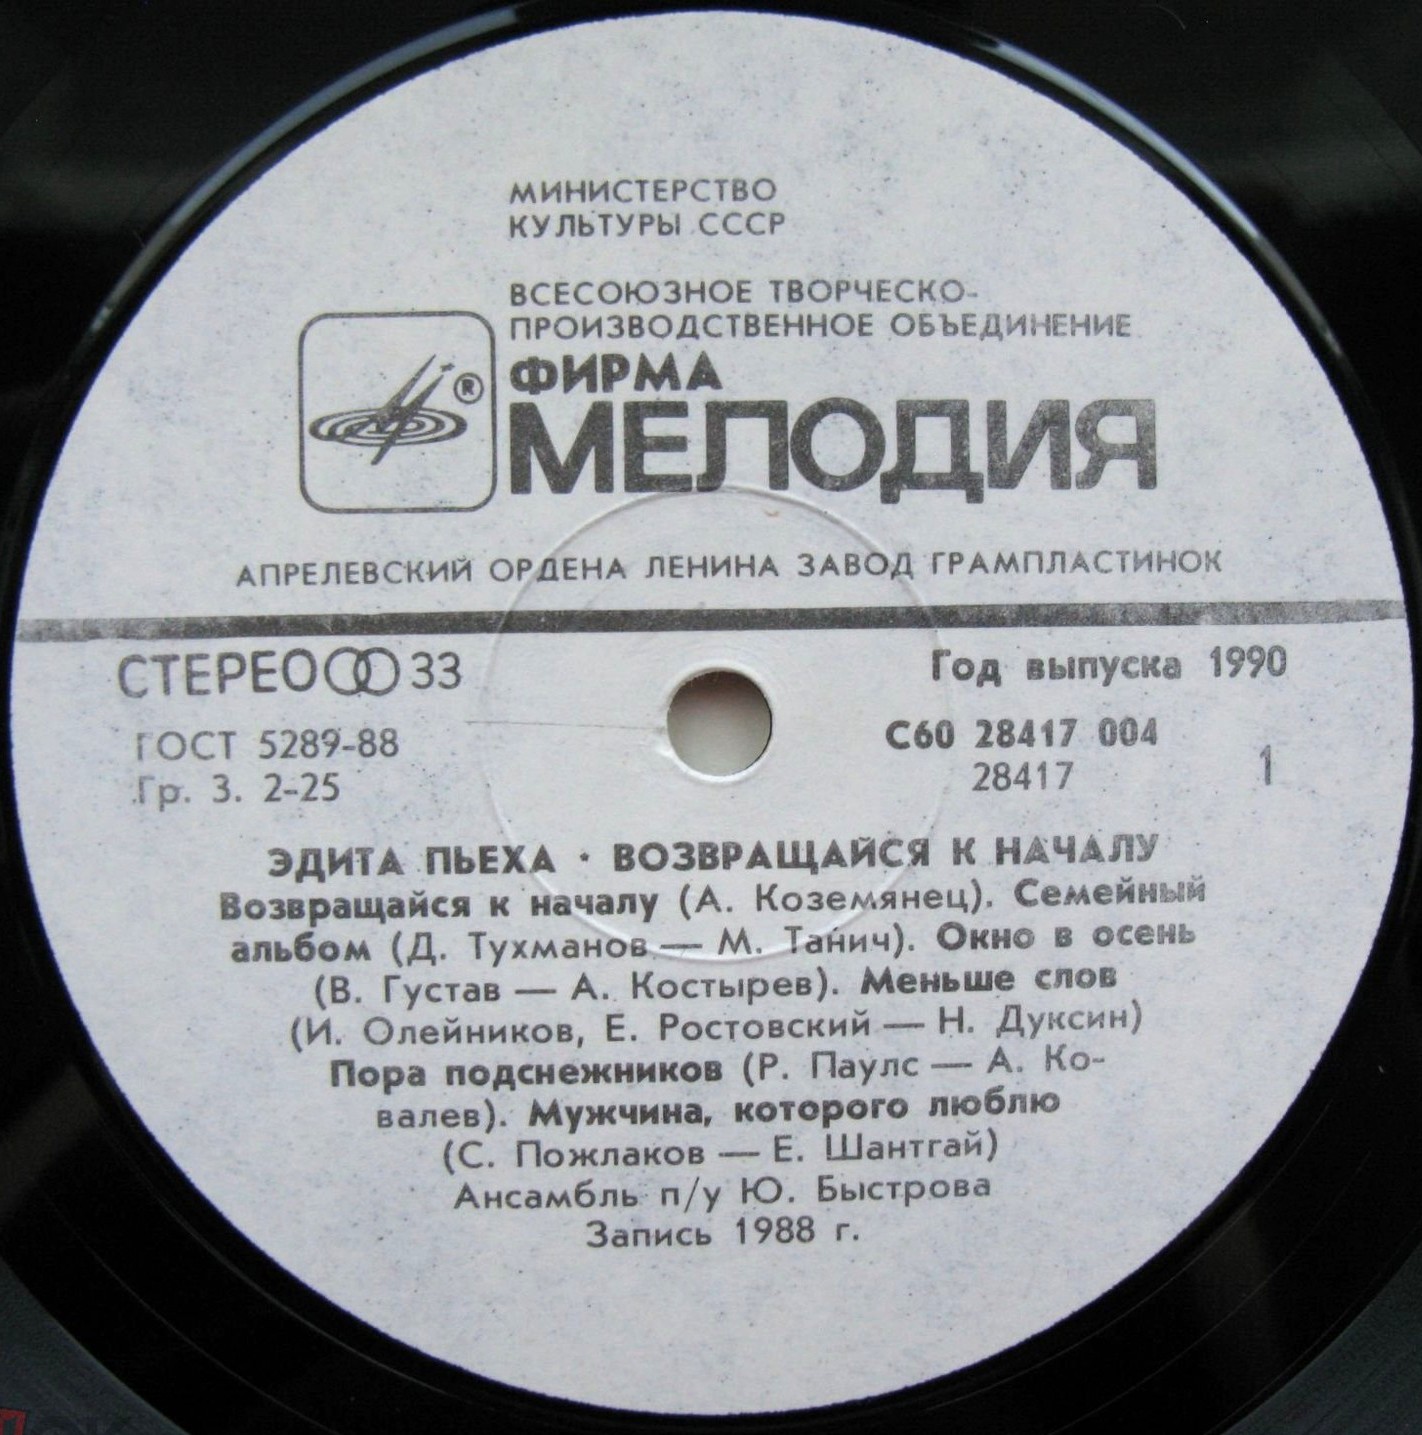 МИНИСТЕРСТВО
КУЛЬТУРЫ СССР
ВСЕСОЮЗНОЕ ТВОРЧЕСКО-
ПРОИЗВОДСТВЕННОЕ ОБЪЕДИНЕНИЕ
ФИРМА
®
МЕЛОДИЯ
АПРЕЛЕВСКИЙ ОРДЕНА ЛЕНИНА ЗАВОД ГРАМПЛАСТИНОК
СТЕРЕО 33
Год выпуска 1990
ГОСТ 5289-88
С60 28417 004
Гр. 3. 2-25
28417
1
ЭДИТА ПЬЕХА · ВОЗВРАЩАЙСЯ К НАЧАЛУ
Возвращайся к началу (А. Коземянец). Семейный
альбом (Д. Тухманов — М. Танич). Окно в осень
(В. Густав — А. Костырев). Меньше слов
(И. Олейников, Е. Ростовский — Н. Дуксин)
Пора подснежников (Р. Паулс — А. Ко-
валев). Мужчина, которого люблю
(С. Пожлаков — Е. Шантгай)
Ансамбль п/у Ю. Быстрова
Запись 1988 г.